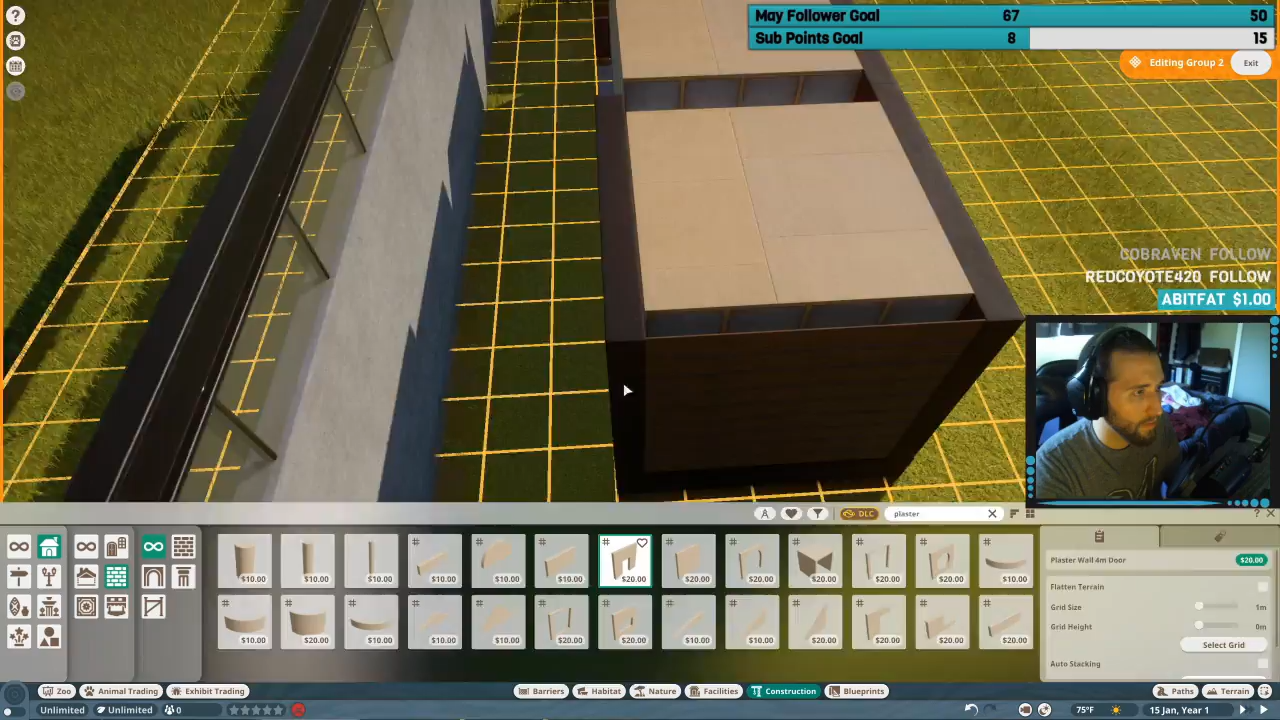 May Follower Goal 67 50
Sub Points Goal 8 15
Editing Group 2 Exit
COBRAVEN FOLLOW
REDCOYOTE420 FOLLOW
ABITFAT $1.00
DLC plaster
$10.00 $10.00 $10.00 $10.00 $10.00 $10.00 $20.00 $20.00 $20.00 $20.00 $20.00 $20.00 $10.00
$10.00 $20.00 $10.00 $10.00 $10.00 $20.00 $20.00 $10.00 $10.00 $20.00 $20.00 $20.00 $20.00
Plaster Wall 4m Door $20.00
Flatten Terrain
Grid Size 1m
Grid Height 0m
Select Grid
Auto Stacking
Zoo Animal Trading Exhibit Trading Barriers Habitat Nature Facilities Construction Blueprints Paths Terrain
Unlimited Unlimited 0 75°F 15 Jan, Year 1